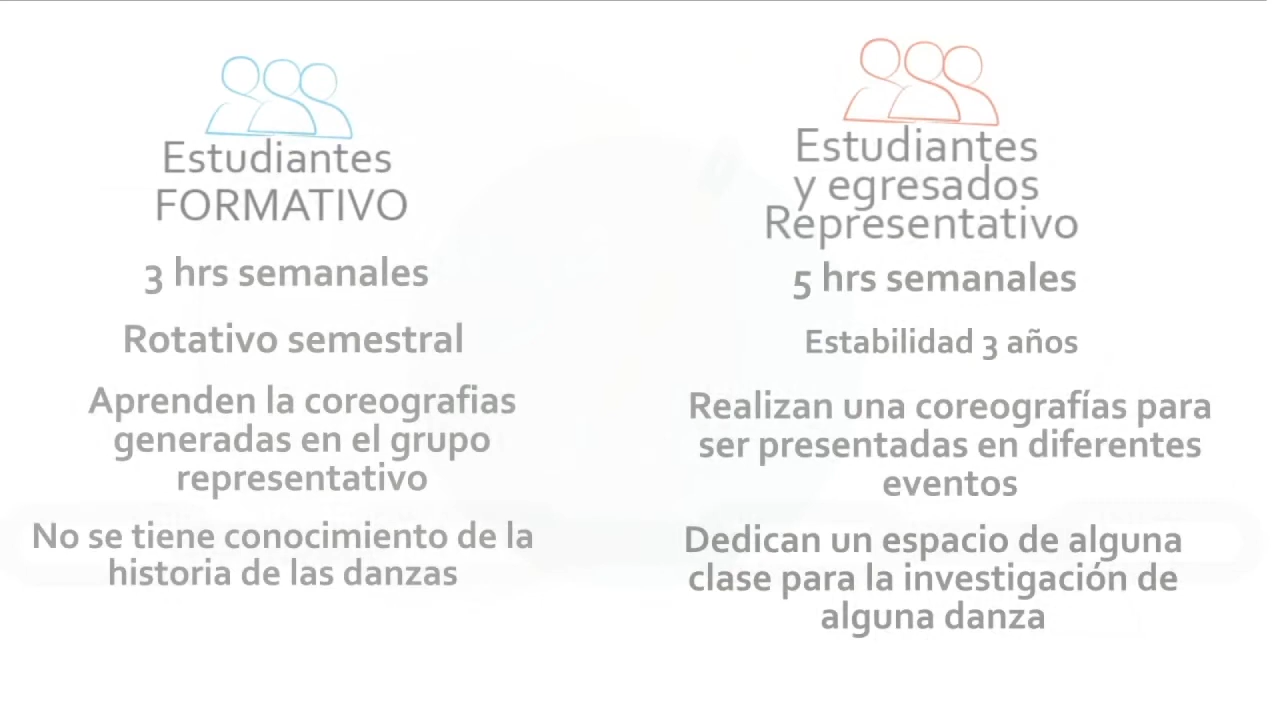 Estudiantes
FORMATIVO
3 hrs semanales
Rotativo semestral
Aprenden la coreografias
generadas en el grupo
representativo
No se tiene conocimiento de la
historia de las danzas
Estudiantes
y egresados
Representativo
5 hrs semanales
Estabilidad 3 años
Realizan una coreografías para
ser presentadas en diferentes
eventos
Dedican un espacio de alguna
clase para la investigación de
alguna danza